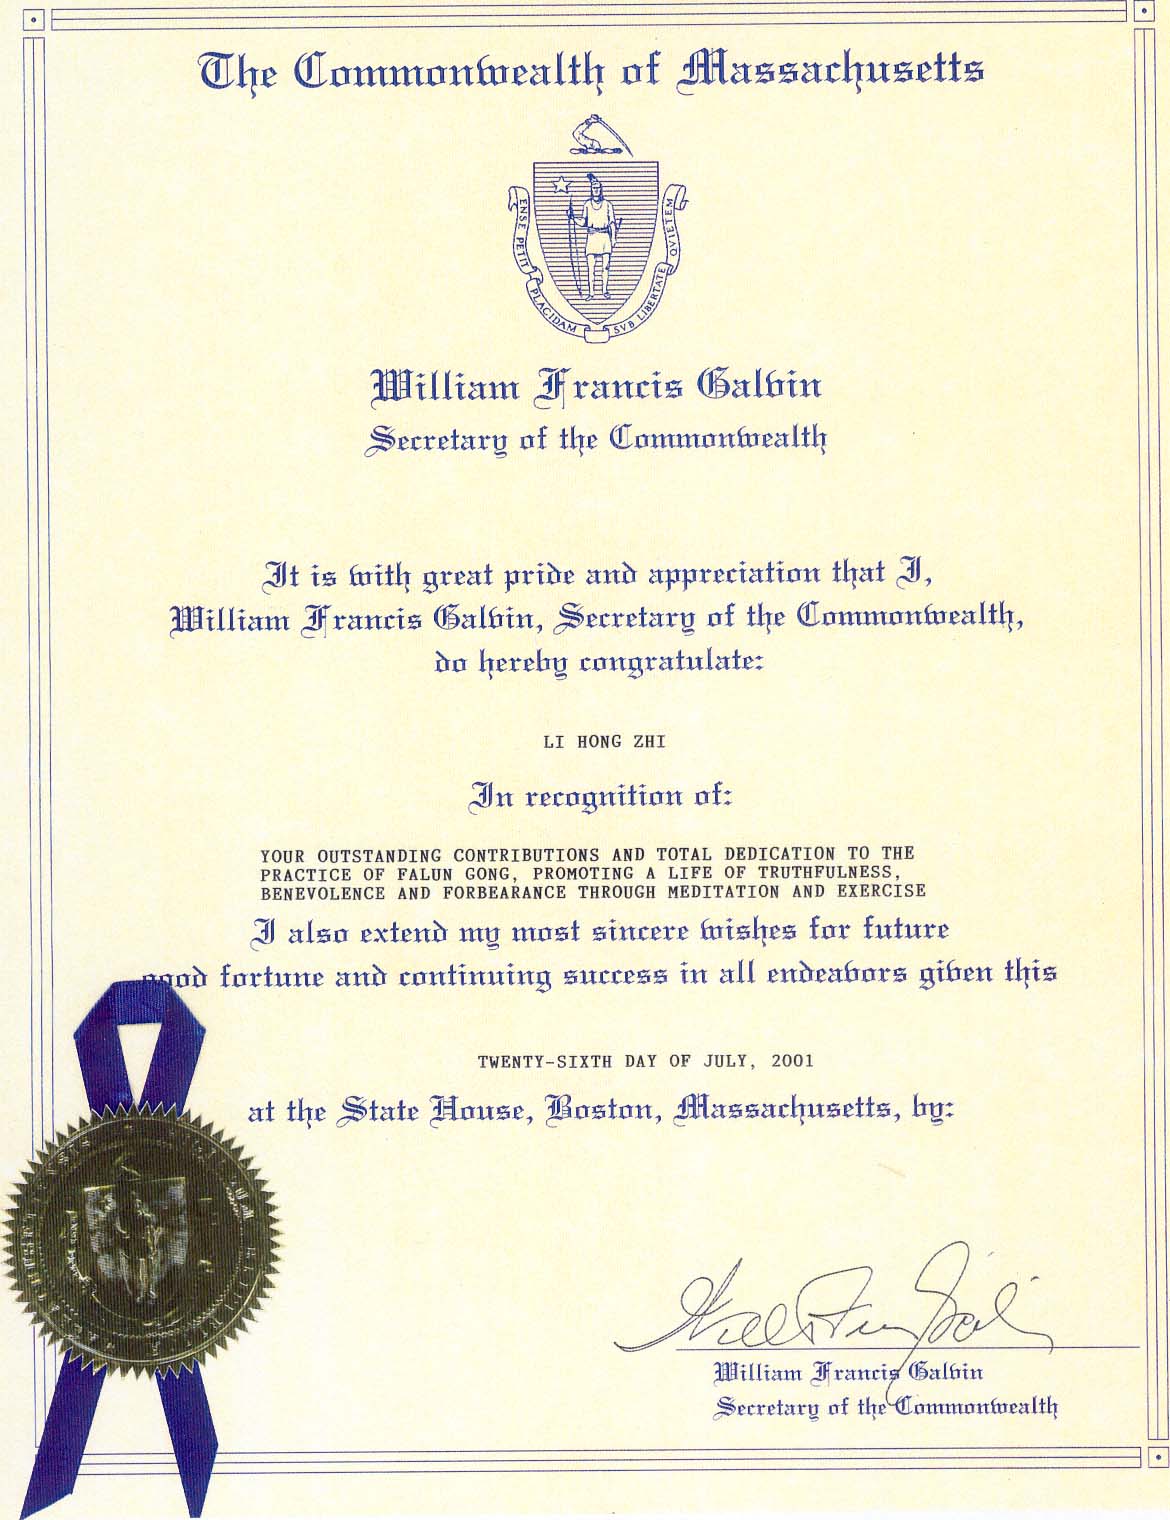 The Commonwealth of Massachusetts
ENSE PETIT PLACIDAM SVB LIBERTATE QVIETEM
William Francis Galvin
Secretary of the Commonwealth
It is with great pride and appreciation that I,
William Francis Galvin, Secretary of the Commonwealth,
do hereby congratulate:
LI HONG ZHI
In recognition of:
YOUR OUTSTANDING CONTRIBUTIONS AND TOTAL DEDICATION TO THE
PRACTICE OF FALUN GONG, PROMOTING A LIFE OF TRUTHFULNESS,
BENEVOLENCE AND FORBEARANCE THROUGH MEDITATION AND EXERCISE
I also extend my most sincere wishes for future
good fortune and continuing success in all endeavors given this
TWENTY-SIXTH DAY OF JULY, 2001
at the State House, Boston, Massachusetts, by:
William Francis Galvin
William Francis Galvin
Secretary of the Commonwealth